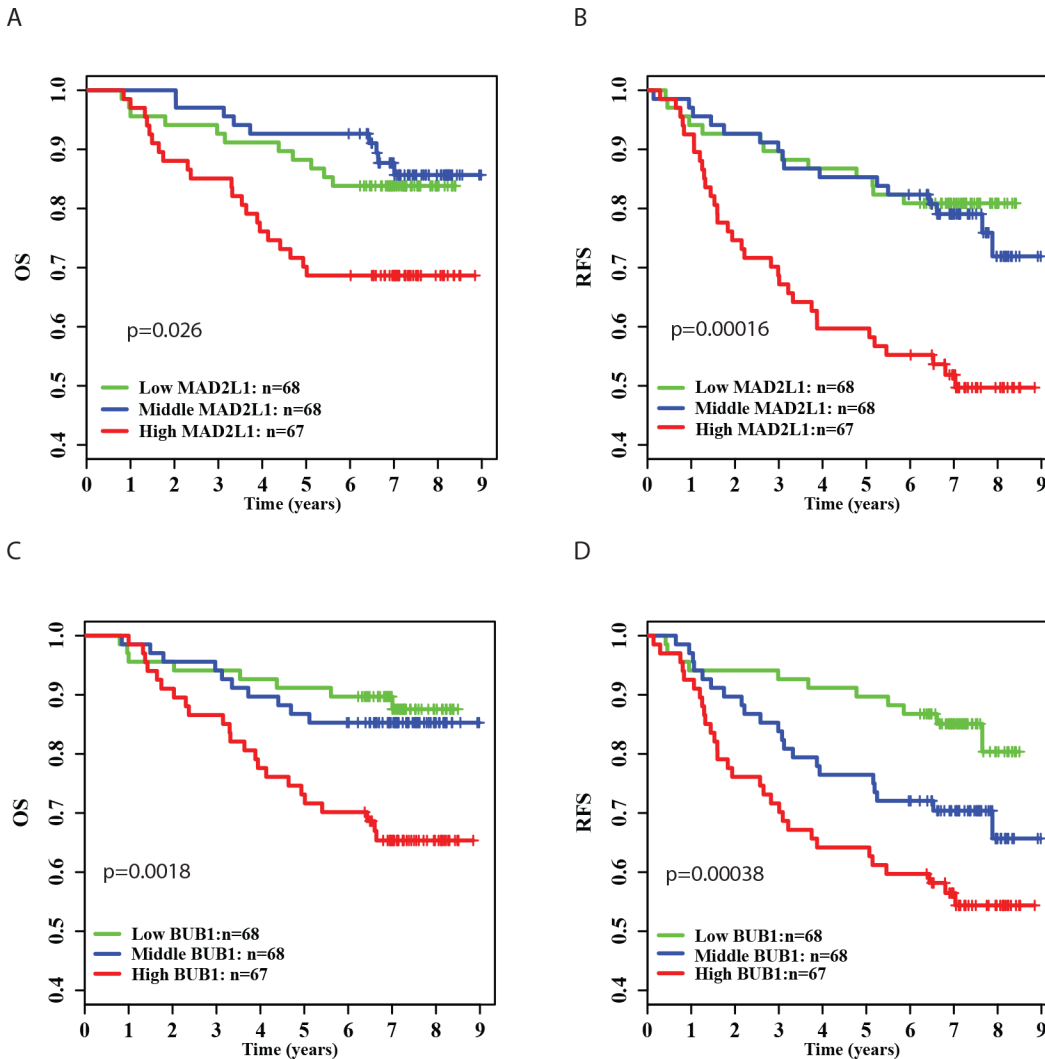 A
1.0
0.9
0.8
0.7
0.6
0.5
0.4
OS
p=0.026
Low MAD2L1: n=68
Middle MAD2L1: n=68
High MAD2L1: n=67
0 1 2 3 4 5 6 7 8 9
Time (years)
B
1.0
0.9
0.8
0.7
0.6
0.5
0.4
RFS
p=0.00016
Low MAD2L1: n=68
Middle MAD2L1: n=68
High MAD2L1:n=67
0 1 2 3 4 5 6 7 8 9
Time (years)
C
1.0
0.9
0.8
0.7
0.6
0.5
0.4
OS
p=0.0018
Low BUB1:n=68
Middle BUB1: n=68
High BUB1: n=67
0 1 2 3 4 5 6 7 8 9
Time (years)
D
1.0
0.9
0.8
0.7
0.6
0.5
0.4
RFS
p=0.00038
Low BUB1:n=68
Middle BUB1: n=68
High BUB1:n=67
0 1 2 3 4 5 6 7 8 9
Time (years)